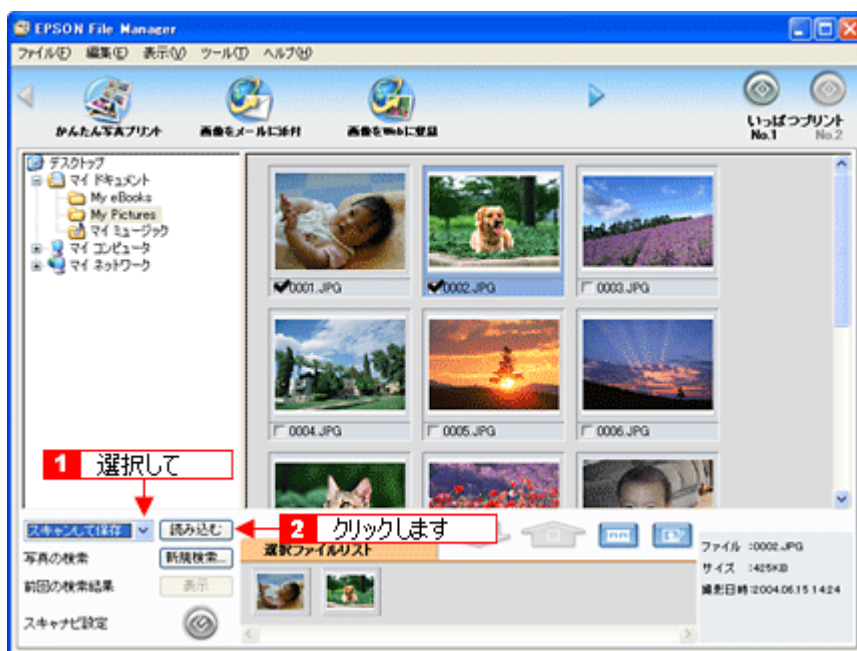 EPSON File Manager
ファイル(F) 編集(E) 表示(V) ツール(T) ヘルプ(H)
かんたん写真プリント 画像をメールに添付 画像をWebに登録 いっぱつプリント
No.1 No.2
デスクトップ
マイ ドキュメント
My eBooks
My Pictures
マイ ミュージック
マイ コンピュータ
マイ ネットワーク
0001.JPG 0002.JPG 0003.JPG
0004.JPG 0005.JPG 0006.JPG
1 選択して
スキャンして保存 読み込む 2 クリックします
写真の検索 新規検索...
選択ファイルリスト
前回の検索結果 表示
スキャナビ設定
ファイル :0002.JPG
サイズ :425KB
撮影日時:2004.06.15 14:24